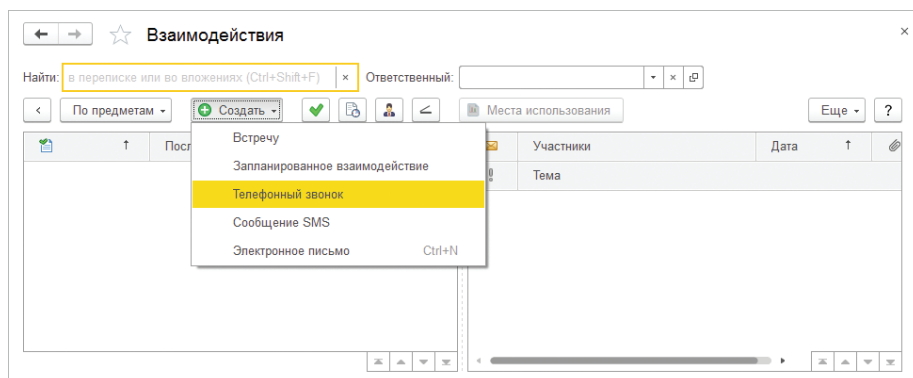 Взаимодействия
Найти: в переписке или во вложениях (Ctrl+Shift+F) Ответственный:
По предметам Создать Места использования Еще ?
Посл Участники Дата
Тема
Встречу
Запланированное взаимодействие
Телефонный звонок
Сообщение SMS
Электронное письмо Ctrl+N